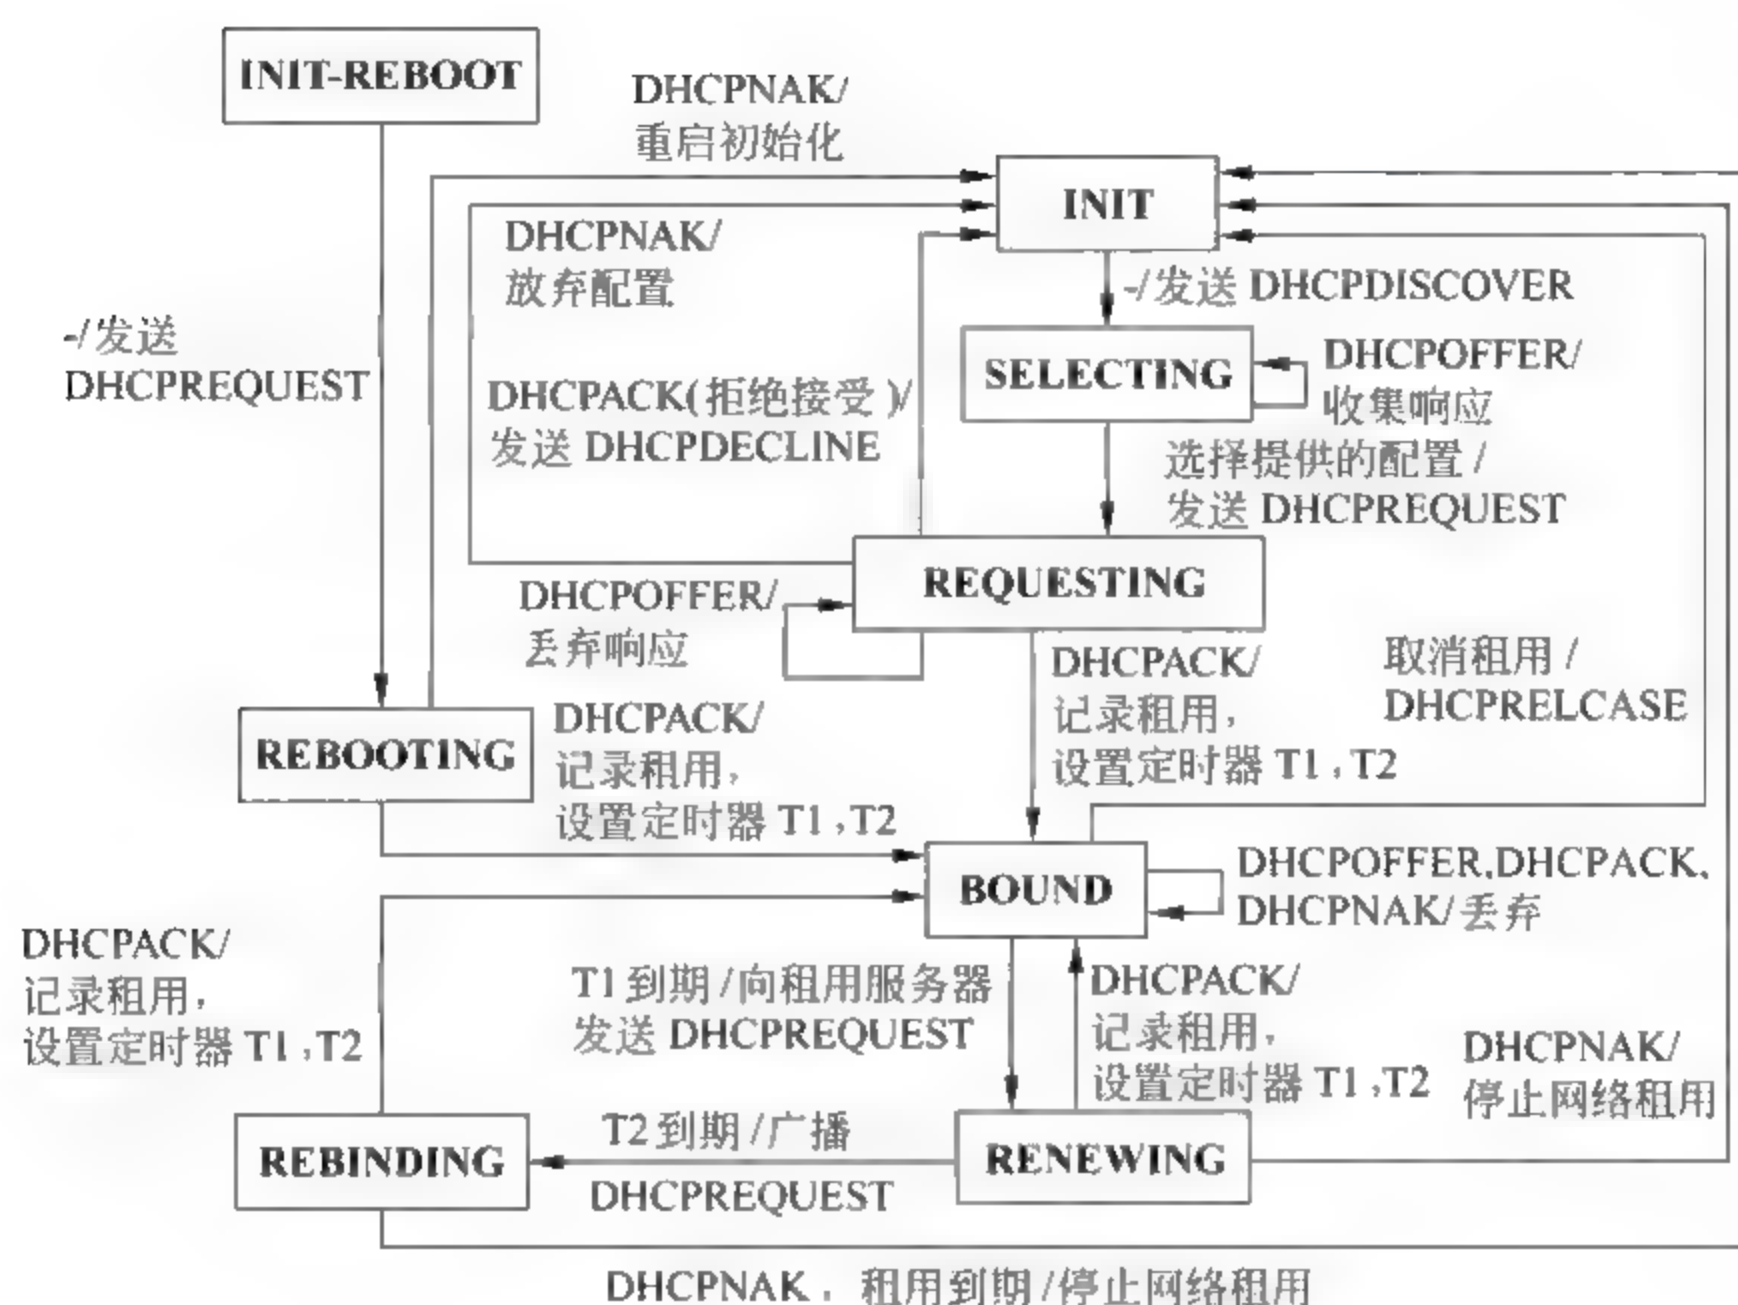 INIT-REBOOT
DHCPNAK/
重启初始化
INIT
DHCPNAK/
放弃配置
-/发送 DHCPDISCOVER
-/发送
DHCPREQUEST
SELECTING
DHCPOFFER/
收集响应
DHCPACK(拒绝接受)/
发送 DHCPDECLINE
选择提供的配置/
发送 DHCPREQUEST
REQUESTING
DHCPOFFER/
丢弃响应
DHCPACK/
记录租用,
设置定时器 T1,T2
取消租用/
DHCPRELCASE
REBOOTING
DHCPACK/
记录租用,
设置定时器 T1,T2
BOUND
DHCPOFFER,DHCPACK,
DHCPNAK/丢弃
DHCPACK/
记录租用,
设置定时器 T1,T2
T1 到期/向租用服务器
发送 DHCPREQUEST
DHCPACK/
记录租用,
设置定时器 T1,T2
DHCPNAK/
停止网络租用
REBINDING
T2 到期/广播
DHCPREQUEST
RENEWING
DHCPNAK, 租用到期/停止网络租用